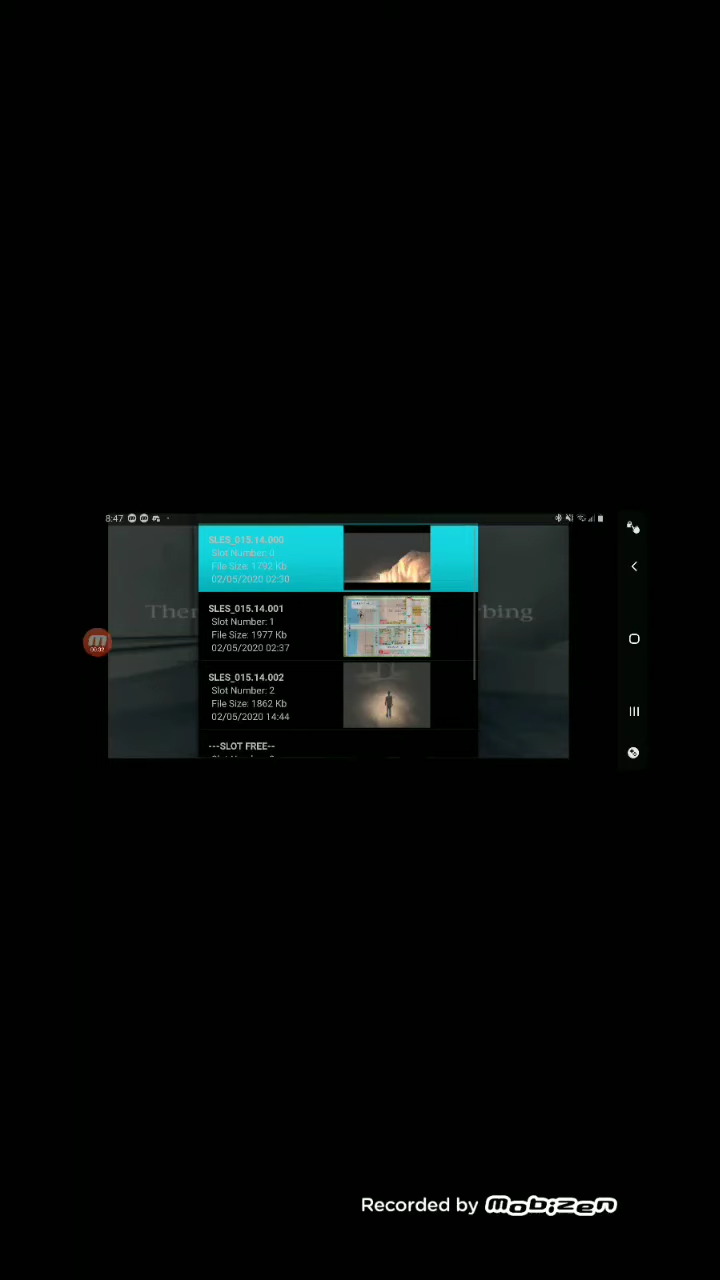 8:47
SLES_015.14.000
Slot Number: 0
File Size: 1792 Kb
02/05/2020 02:30
SLES_015.14.001
Slot Number: 1
File Size: 1977 Kb
02/05/2020 02:37
SLES_015.14.002
Slot Number: 2
File Size: 1862 Kb
02/05/2020 14:44
---SLOT FREE--
Recorded by mobizen